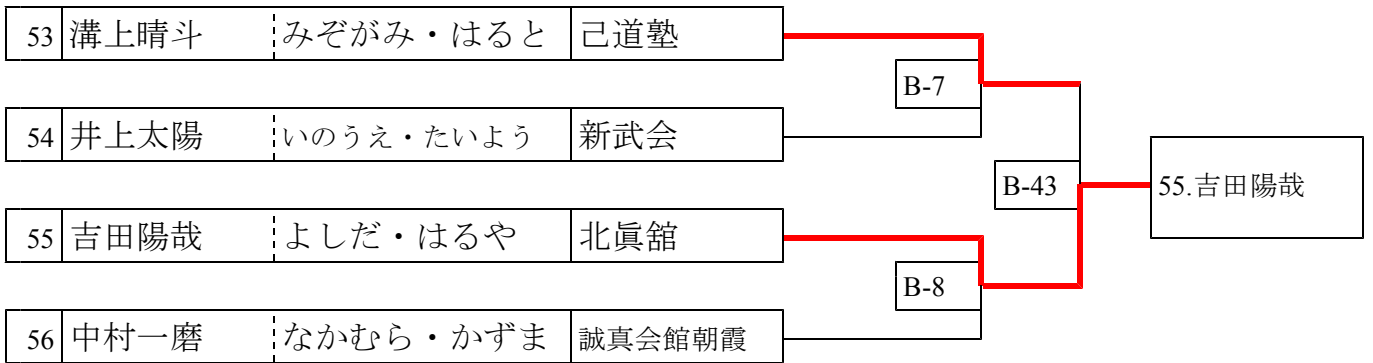 53 溝上晴斗 みぞがみ・はると 己道塾
B-7
54 井上太陽 いのうえ・たいよう 新武会
B-43 55.吉田陽哉
55 吉田陽哉 よしだ・はるや 北眞舘
B-8
56 中村一磨 なかむら・かずま 誠真会館朝霞